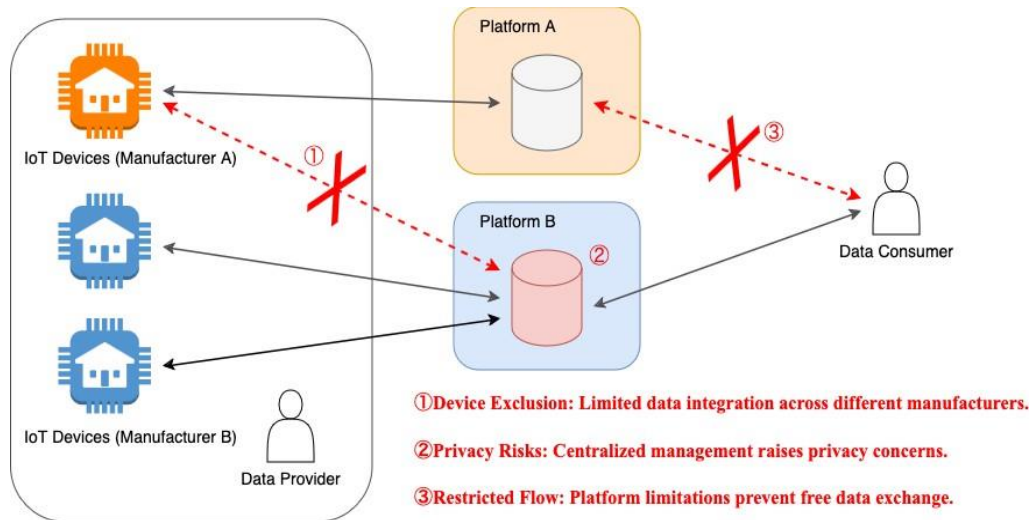 Platform A
IoT Devices (Manufacturer A)
①
③
Platform B
②
Data Consumer
IoT Devices (Manufacturer B)
Data Provider
①Device Exclusion: Limited data integration across different manufacturers.
②Privacy Risks: Centralized management raises privacy concerns.
③Restricted Flow: Platform limitations prevent free data exchange.